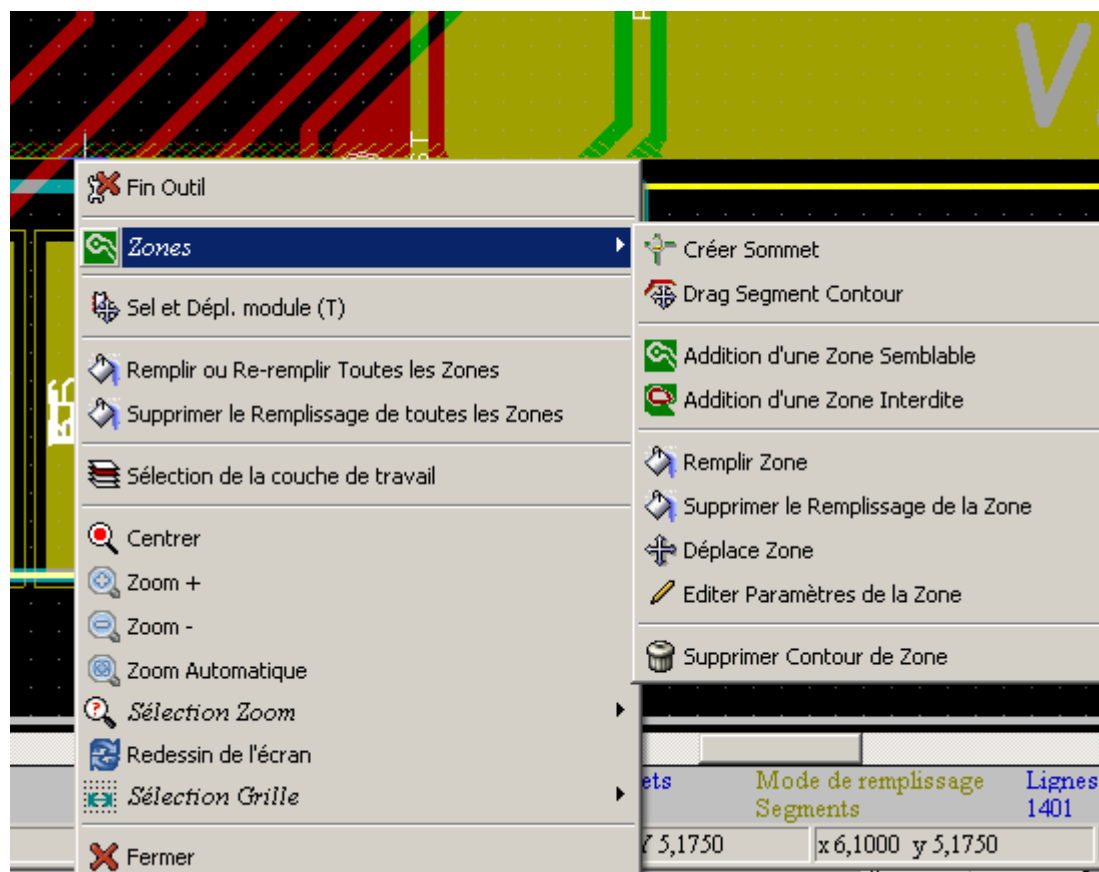 V
Fin Outil
Zones
Sel et Dépl. module (T)
Remplir ou Re-remplir Toutes les Zones
Supprimer le Remplissage de toutes les Zones
Sélection de la couche de travail
Centrer
Zoom +
Zoom -
Zoom Automatique
Sélection Zoom
Redessin de l'écran
Sélection Grille
Fermer
Créer Sommet
Drag Segment Contour
Addition d'une Zone Semblable
Addition d'une Zone Interdite
Remplir Zone
Supprimer le Remplissage de la Zone
Déplace Zone
Editer Paramètres de la Zone
Supprimer Contour de Zone
ets Mode de remplissage Lignes
Segments 1401
5,1750 x 6,1000 y 5,1750